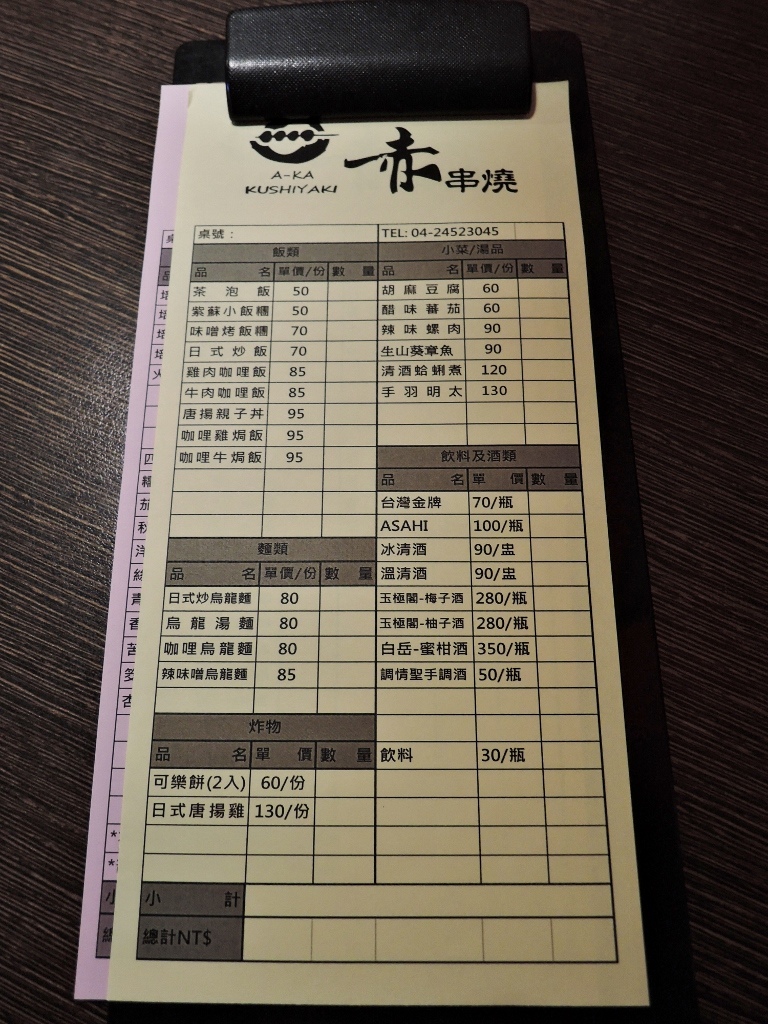 A-KA
KUSHIYAKI
赤 串燒
桌號：
TEL: 04-24523045
飯類
品名 單價/份 數量
茶泡飯 50
紫蘇小飯糰 50
味噌烤飯糰 70
日式炒飯 70
雞肉咖哩飯 85
牛肉咖哩飯 85
唐揚親子丼 95
咖哩雞焗飯 95
咖哩牛焗飯 95
麵類
品名 單價/份 數量
日式炒烏龍麵 80
烏龍湯麵 80
咖哩烏龍麵 80
辣味噌烏龍麵 85
炸物
品名 單價 數量
可樂餅(2入) 60/份
日式唐揚雞 130/份
小菜/湯品
品名 單價/份 數量
胡麻豆腐 60
醋味蕃茄 60
辣味螺肉 90
生山葵章魚 90
清酒蛤蜊煮 120
手羽明太 130
飲料及酒類
品名 單價 數量
台灣金牌 70/瓶
ASAHI 100/瓶
冰清酒 90/盅
溫清酒 90/盅
玉極閣-梅子酒 280/瓶
玉極閣-柚子酒 280/瓶
白岳-蜜柑酒 350/瓶
調情聖手調酒 50/瓶
飲料 30/瓶
小計
總計NT$